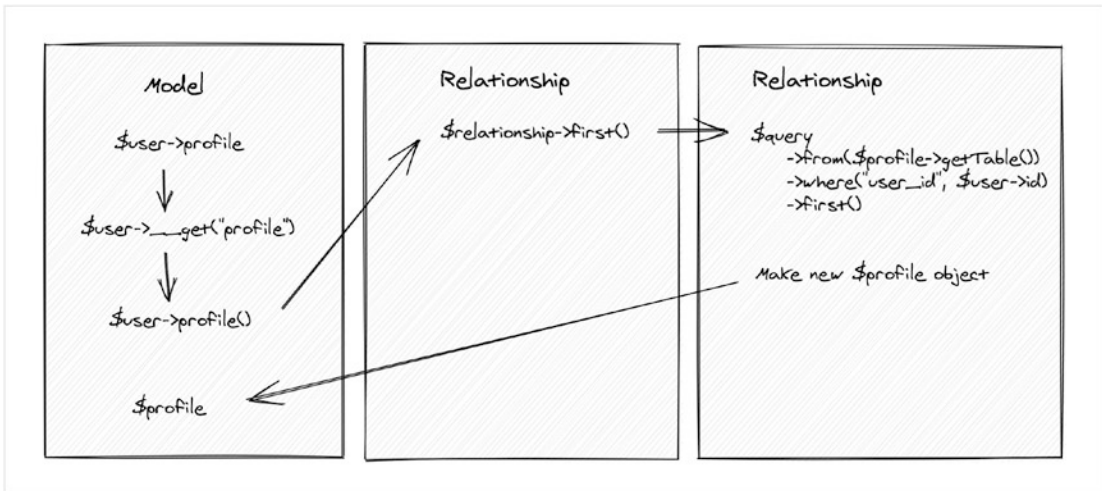 Model
$user->profile
$user->__get("profile")
$user->profile()
$profile
Relationship
$relationship->first()
Relationship
$query
->from($profile->getTable())
->where("user_id", $user->id)
->first()
Make new $profile object